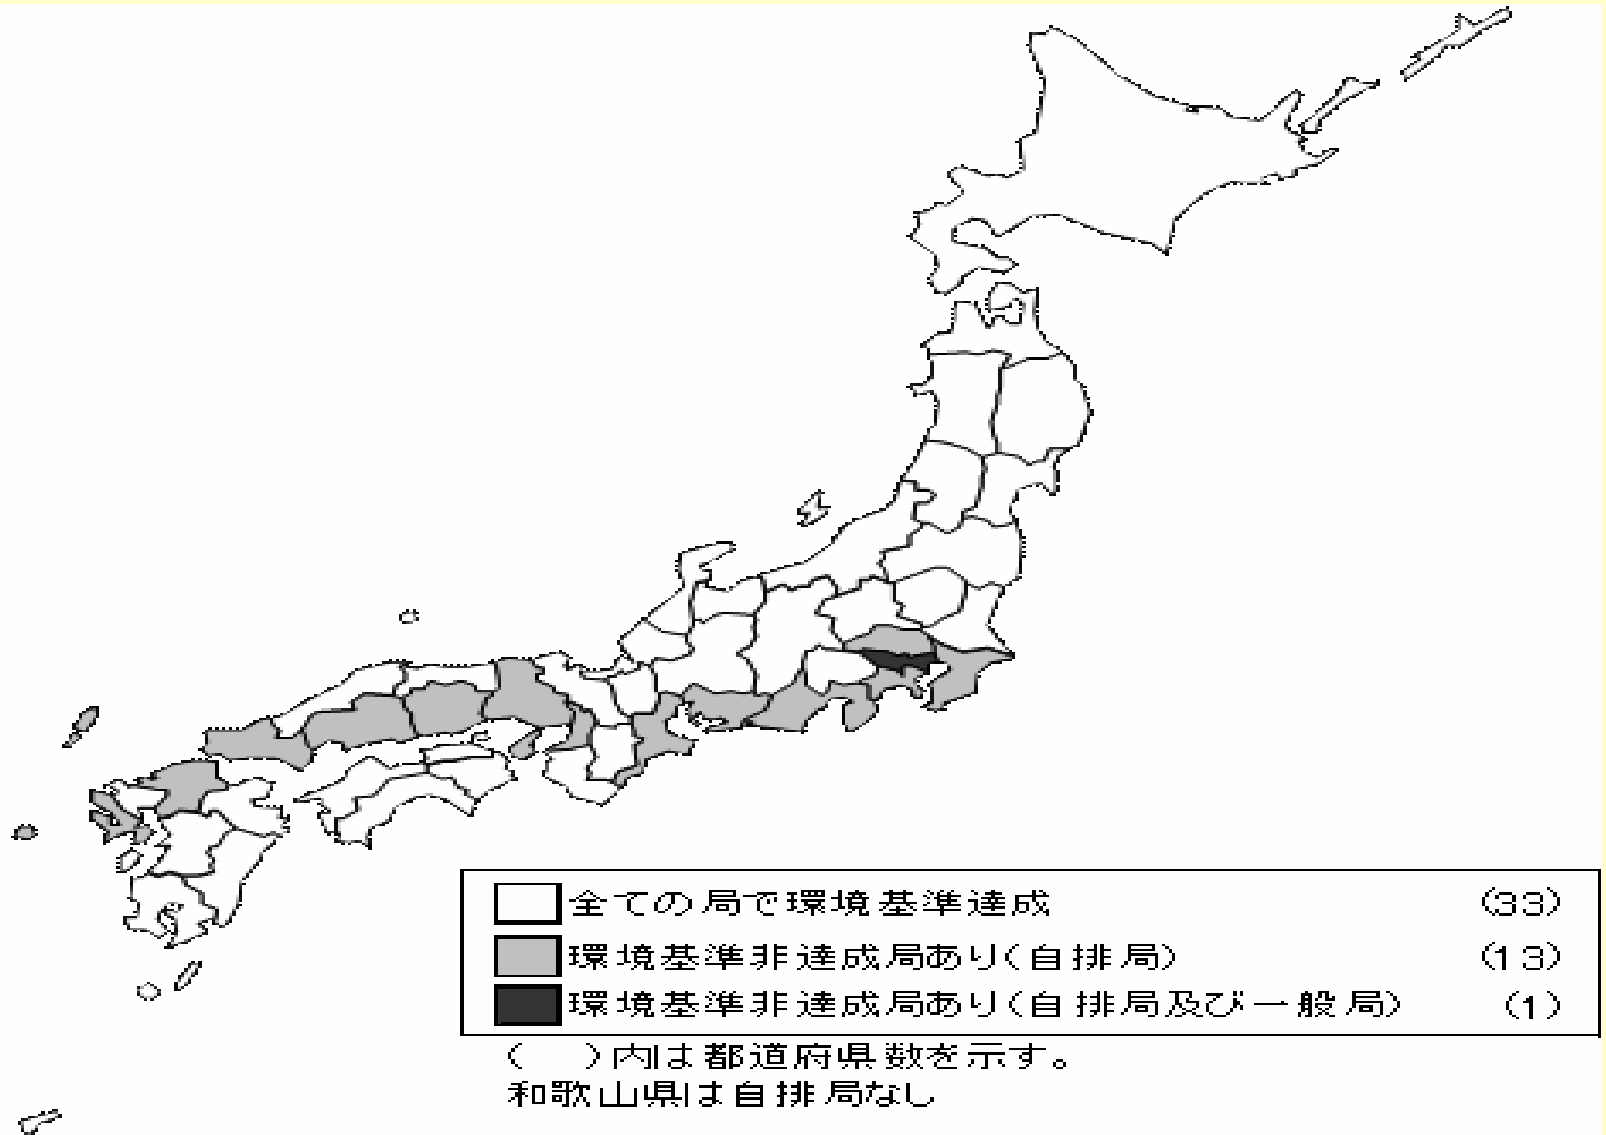 全ての局で環境基準達成 (33)
環境基準非達成局あり(自排局) (13)
環境基準非達成局あり(自排局及び一般局) (1)
( )内は都道府県数を示す。
和歌山県は自排局なし